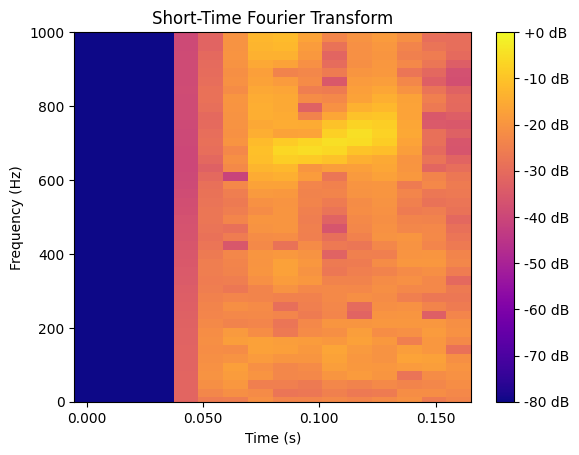 Short-Time Fourier Transform
Frequency (Hz)
1000
800
600
400
200
0
0.000
0.050
0.100
0.150
Time (s)
+0 dB
-10 dB
-20 dB
-30 dB
-40 dB
-50 dB
-60 dB
-70 dB
-80 dB